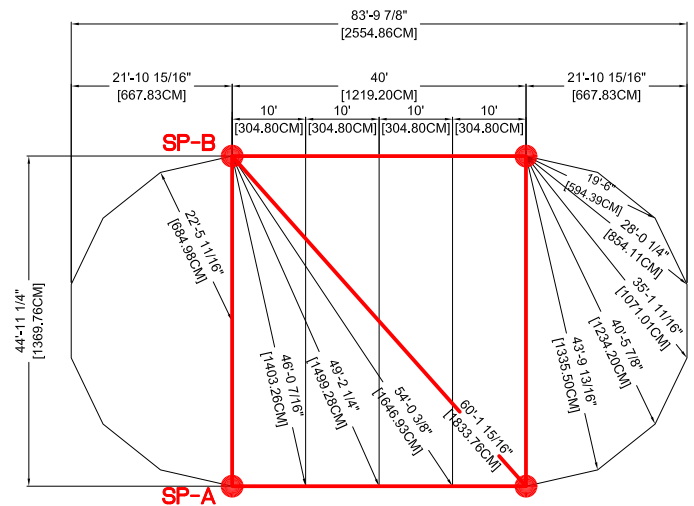 83'-9 7/8"
[2554.86CM]
21'-10 15/16"
[667.83CM]
40'
[1219.20CM]
21'-10 15/16"
[667.83CM]
10'
[304.80CM]
10'
[304.80CM]
10'
[304.80CM]
10'
[304.80CM]
SP-B
44'-11 1/4"
[1369.76CM]
22'-5 11/16"
[684.98CM]
46'-0 7/16"
[1403.26CM]
49'-2 1/4"
[1499.28CM]
54'-0 3/8"
[1646.93CM]
60'-1 15/16"
[1833.76CM]
19'-6"
[594.39CM]
28'-0 1/4"
[854.11CM]
35'-1 11/16"
[1071.01CM]
40'-5 7/8"
[1234.20CM]
43'-9 13/16"
[1335.50CM]
SP-A